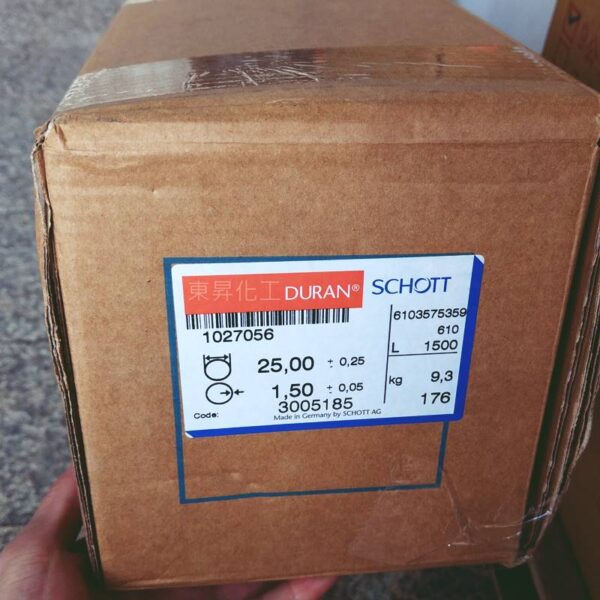 東昇化工 DURAN® SCHOTT
1027056
6103575359
610
L 1500
25,00 ± 0,25
1,50 ± 0,05
kg 9,3
176
Code: 3005185
Made in Germany by SCHOTT AG